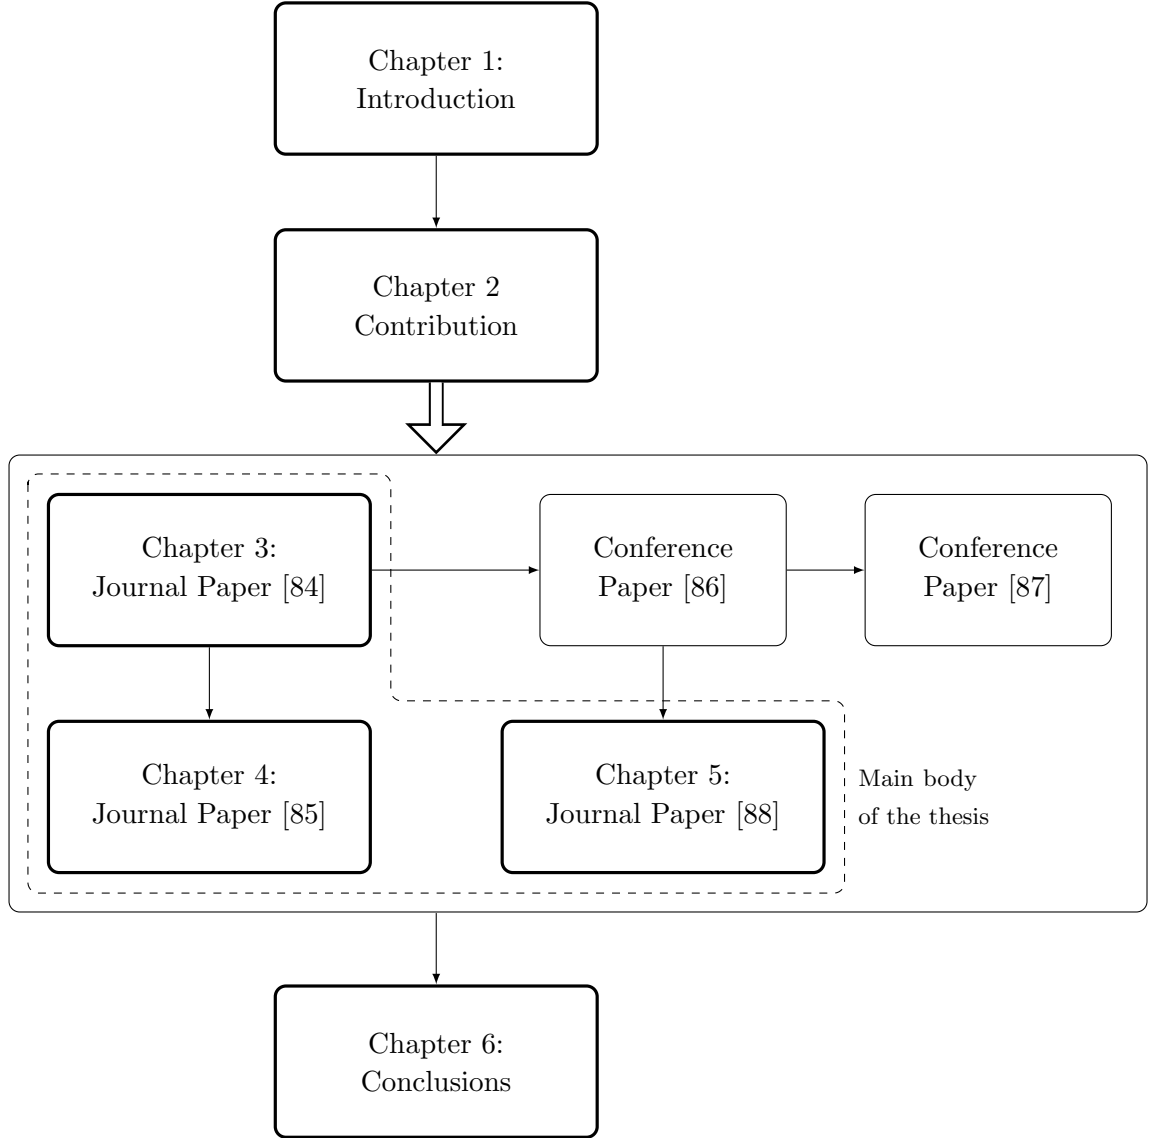 Chapter 1:
Introduction
Chapter 2
Contribution
Chapter 3:
Journal Paper [84]
Conference
Paper [86]
Conference
Paper [87]
Chapter 4:
Journal Paper [85]
Chapter 5:
Journal Paper [88]
Main body
of the thesis
Chapter 6:
Conclusions